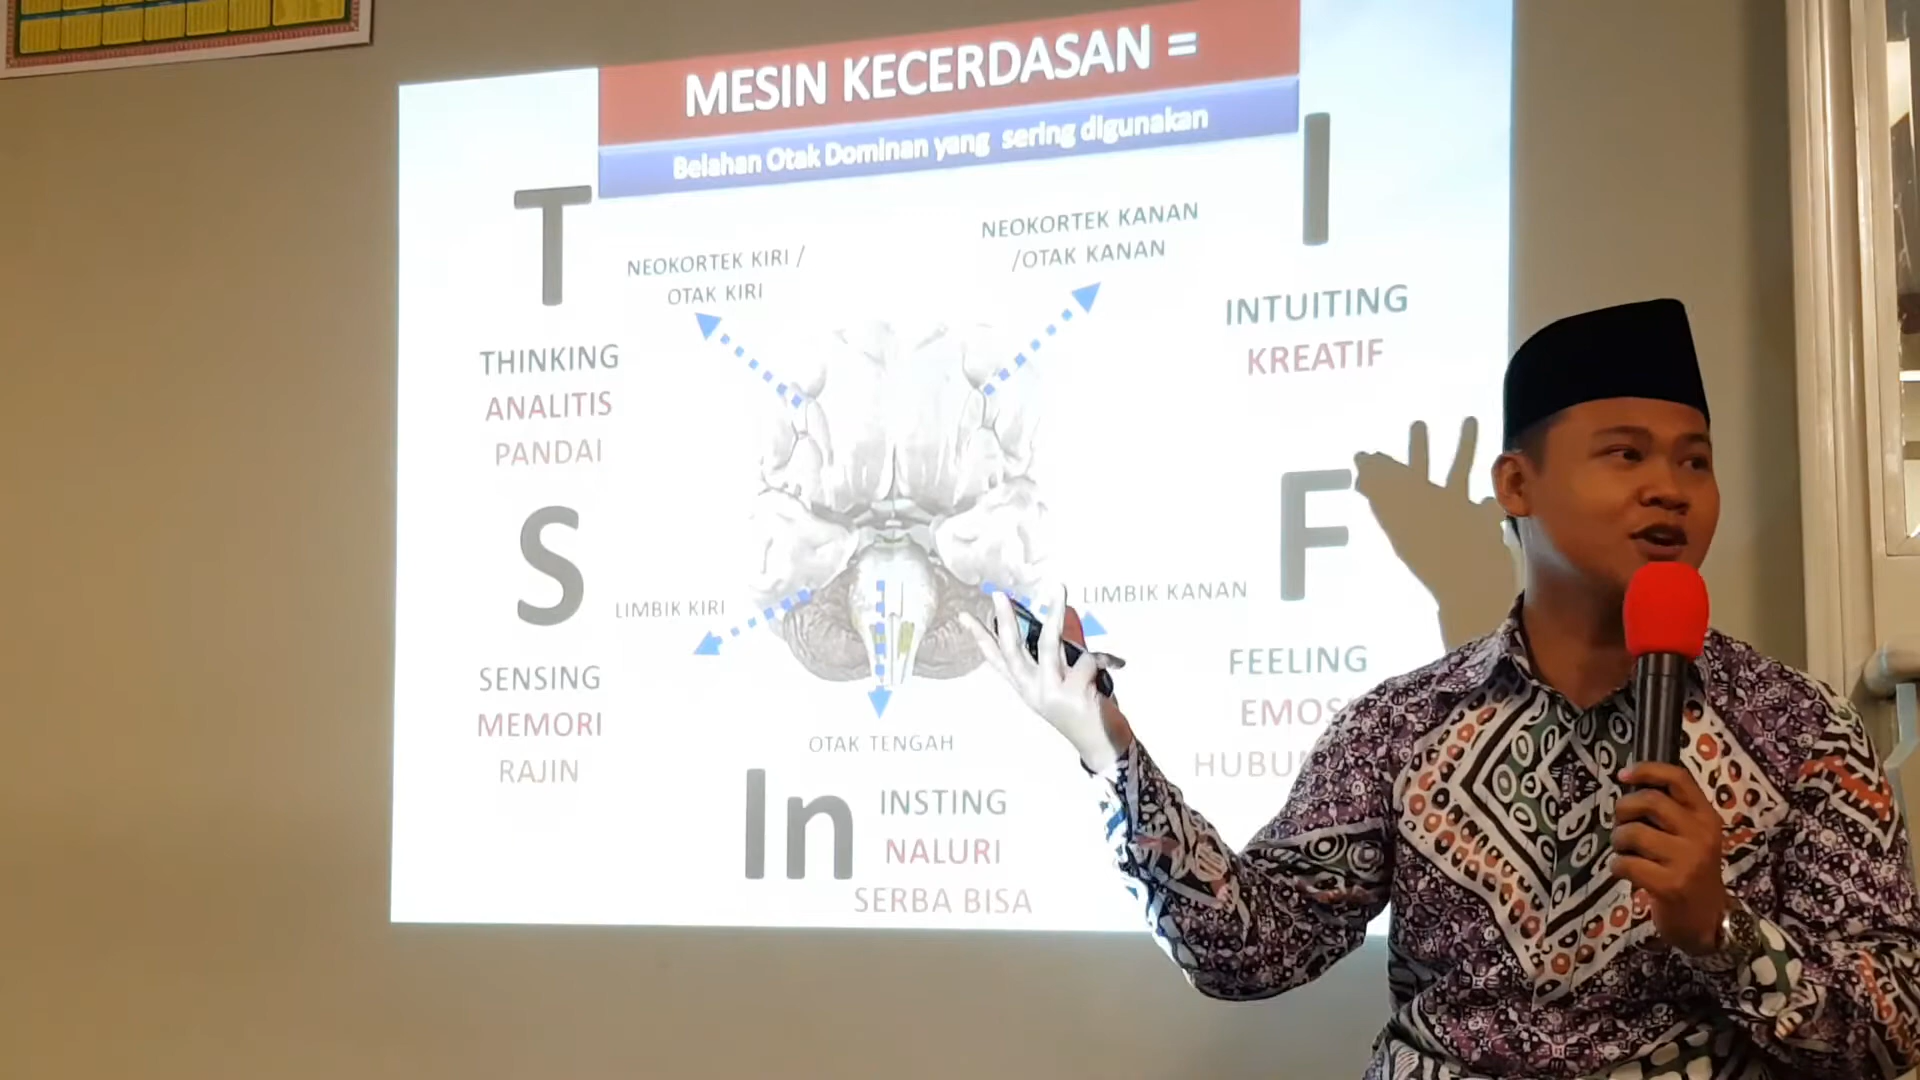 MESIN KECERDASAN =
Belahan Otak Dominan yang sering digunakan
T
NEOKORTEK KIRI /
OTAK KIRI
THINKING
ANALITIS
PANDAI
NEOKORTEK KANAN
/OTAK KANAN
I
INTUITING
KREATIF
S
LIMBIK KIRI
SENSING
MEMORI
RAJIN
LIMBIK KANAN
F
FEELING
OTAK TENGAH
In
INSTING
NALURI
SERBA BISA